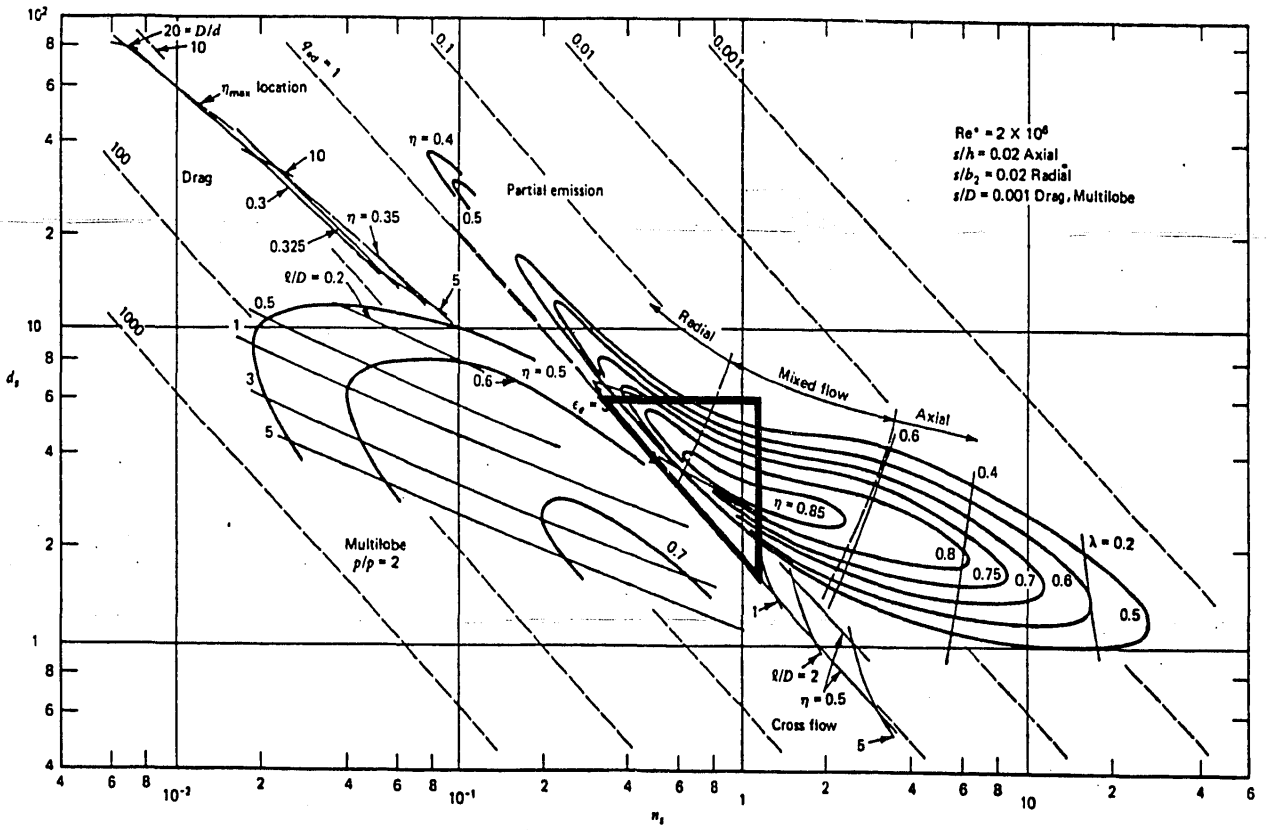 10²
8
6
4
2
10
8
6
4
2
1
8
6
4
d_s
20 = D/d
10
η_max location
10
Drag
0.3
η = 0.35
0.325
ℓ/D = 0.2
5
100
1000
q_ad = 1
0.1
0.01
0.001
η = 0.4
0.5
Partial emission
Re* = 2 × 10⁶
s/h = 0.02 Axial
s/b₂ = 0.02 Radial
s/D = 0.001 Drag, Multilobe
0.5
1
3
5
0.6
η = 0.5
Multilobe
p/p = 2
0.7
Radial
Mixed flow
Axial
0.6
0.4
λ = 0.2
η = 0.85
0.8
0.75
0.7
0.6
0.5
1
ℓ/D = 2
η = 0.5
Cross flow
5
4
6
8
10⁻²
2
4
6
8
10⁻¹
2
4
6
8
1
2
4
6
8
10
2
4
6
n_s